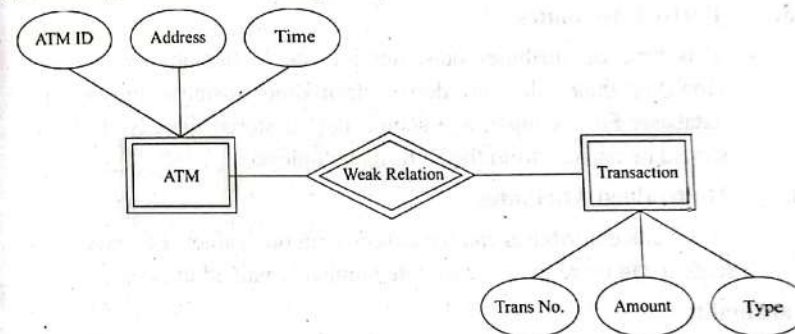 ATM ID
Address
Time
ATM
Weak Relation
Transaction
Trans No.
Amount
Type